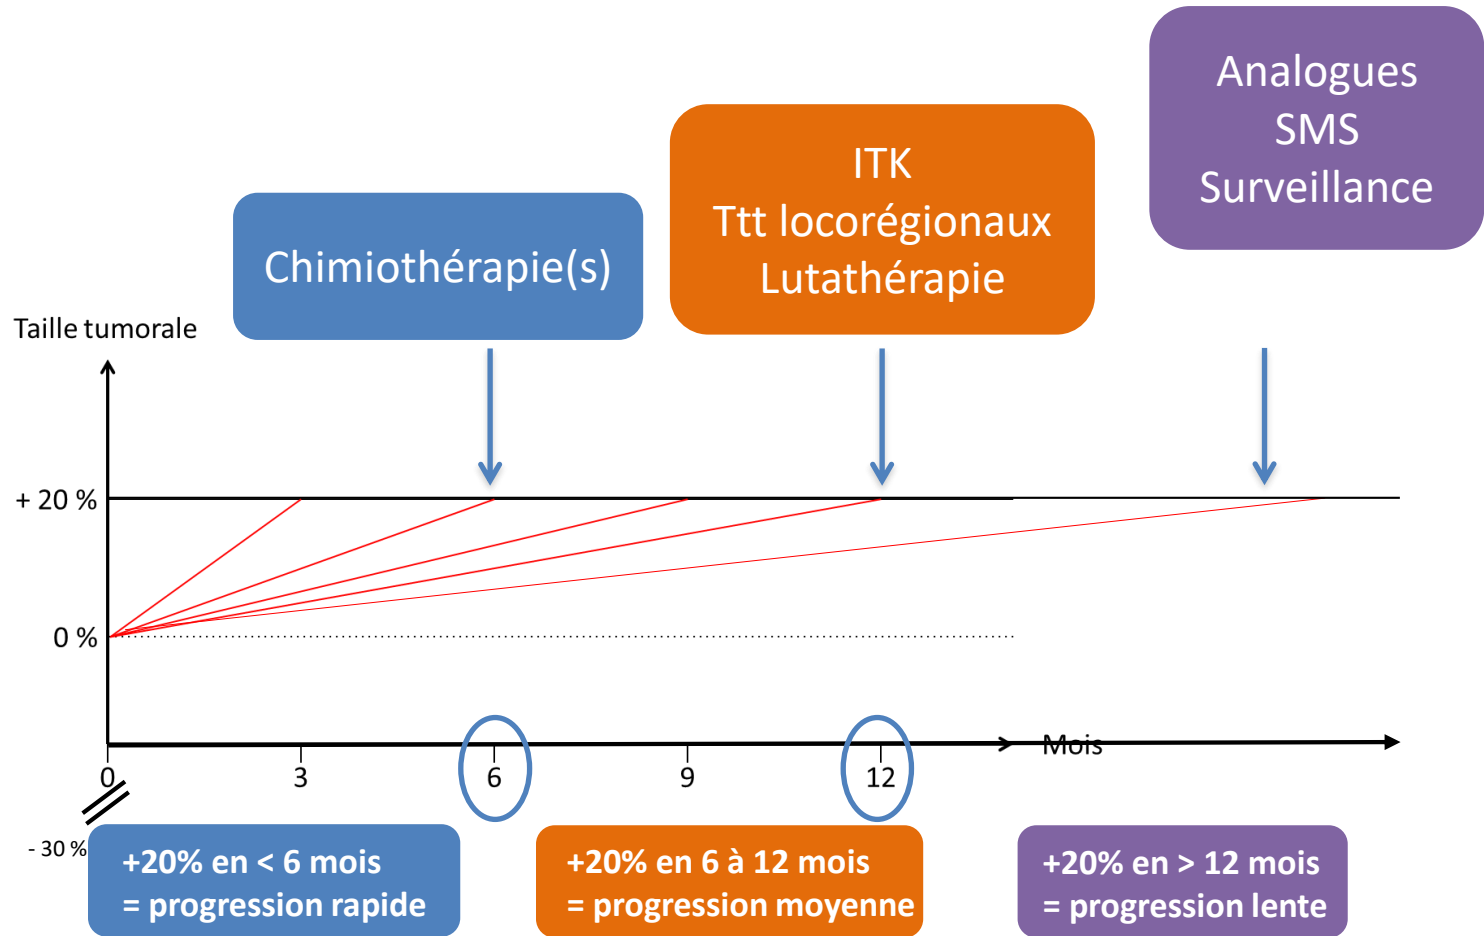 Analogues
SMS
Surveillance
ITK
Ttt locorégionaux
Lutathérapie
Chimiothérapie(s)
Taille tumorale
+ 20 %
0 %
Mois
0
3
6
9
12
- 30 %
+20% en < 6 mois
= progression rapide
+20% en 6 à 12 mois
= progression moyenne
+20% en > 12 mois
= progression lente